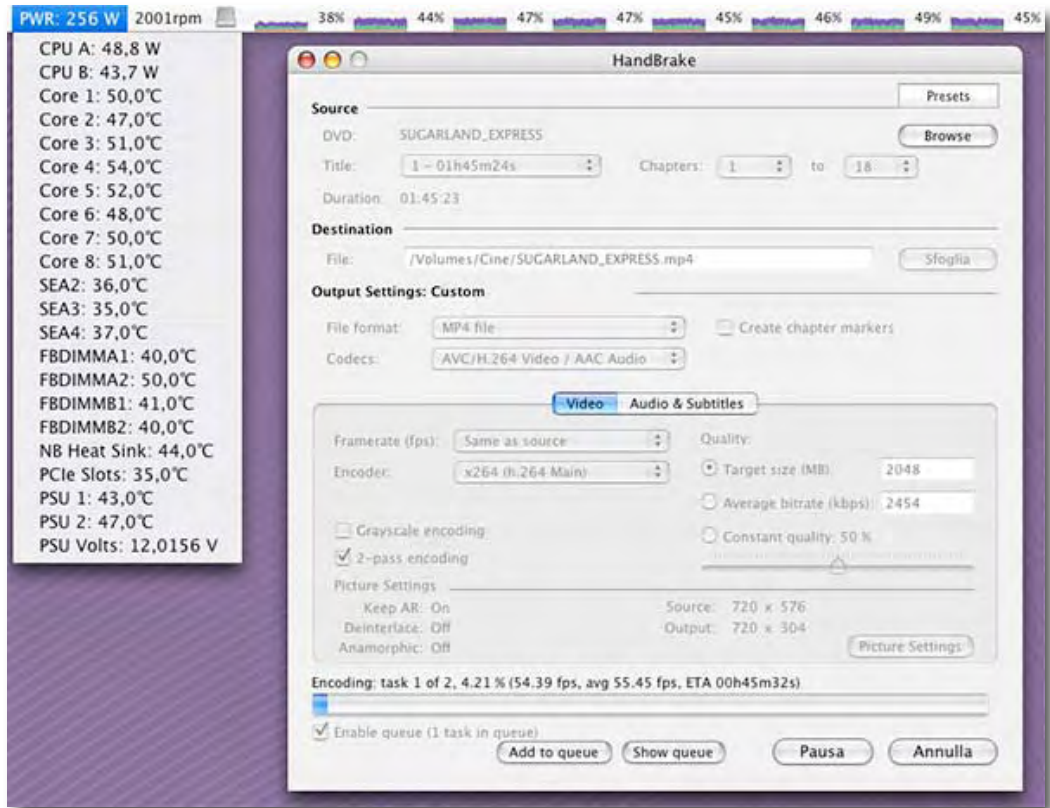 PWR: 256 W 2001rpm 38% 44% 47% 47% 45% 46% 49% 45%
CPU A: 48,8 W
CPU B: 43,7 W
Core 1: 50,0℃
Core 2: 47,0℃
Core 3: 51,0℃
Core 4: 54,0℃
Core 5: 52,0℃
Core 6: 48,0℃
Core 7: 50,0℃
Core 8: 51,0℃
SEA2: 36,0℃
SEA3: 35,0℃
SEA4: 37,0℃
FBDIMMA1: 40,0℃
FBDIMMA2: 50,0℃
FBDIMMB1: 41,0℃
FBDIMMB2: 40,0℃
NB Heat Sink: 44,0℃
PCIe Slots: 35,0℃
PSU 1: 43,0℃
PSU 2: 47,0℃
PSU Volts: 12,0156 V
HandBrake
Presets
Source
DVD: SUGARLAND_EXPRESS Browse
Title: 1 - 01h45m24s Chapters: 1 to 18
Duration: 01:45:23
Destination
File: /Volumes/Cine/SUGARLAND_EXPRESS.mp4 Sfoglia
Output Settings: Custom
File format: MP4 file Create chapter markers
Codecs: AVC/H.264 Video / AAC Audio
Video Audio & Subtitles
Framerate (fps): Same as source Quality:
Encoder: x264 (h.264 Main) Target size (MB): 2048
Average bitrate (kbps): 2454
Grayscale encoding Constant quality: 50 %
2-pass encoding
Picture Settings
Keep AR: On Source: 720 x 576
Deinterlace: Off Output: 720 x 304
Anamorphic: Off Picture Settings
Encoding: task 1 of 2, 4.21 % (54.39 fps, avg 55.45 fps, ETA 00h45m32s)
Enable queue (1 task in queue)
Add to queue Show queue Pausa Annulla